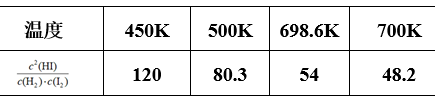 温度 450K 500K 698.6K 700K
c²(HI)/c(H₂)·c(I₂) 120 80.3 54 48.2